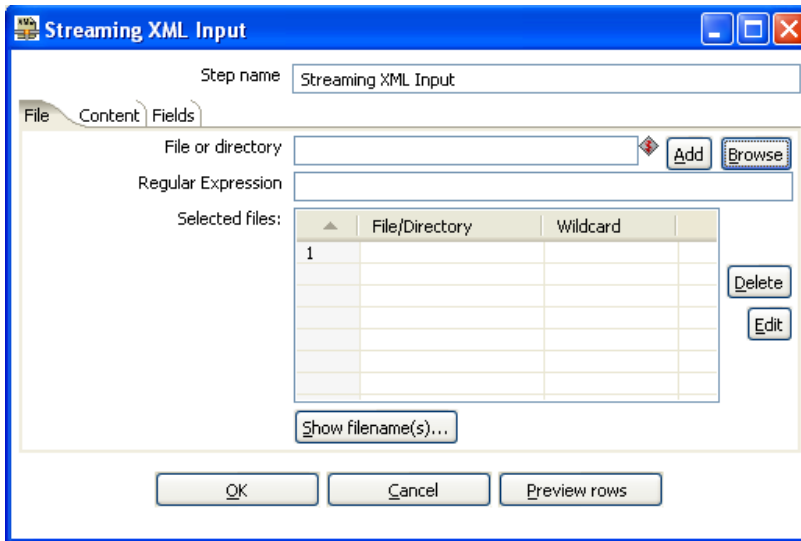 Streaming XML Input
Step name Streaming XML Input
File Content Fields
File or directory Add Browse
Regular Expression
Selected files: File/Directory Wildcard
1
Delete
Edit
Show filename(s)...
OK Cancel Preview rows